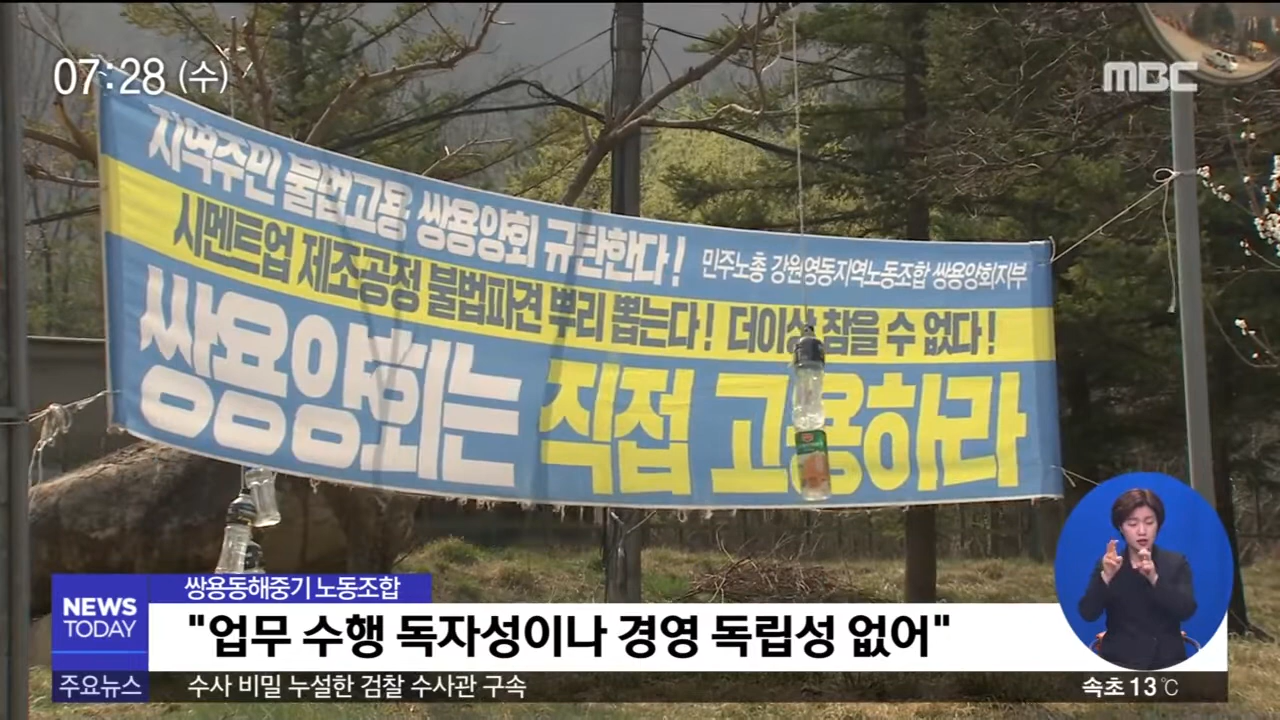 07:28 (수)
MBC
지역주민 불법고용 쌍용양회 규탄한다!
민주노총 강원영동지역노동조합 쌍용양회지부
시멘트업 제조공정 불법파견 뿌리 뽑는다! 더이상 참을 수 없다!
쌍용양회는 직접 고용하라
쌍용동해중기 노동조합
NEWS
TODAY
"업무 수행 독자성이나 경영 독립성 없어"
주요뉴스
수사 비밀 누설한 검찰 수사관 구속
속초 13℃